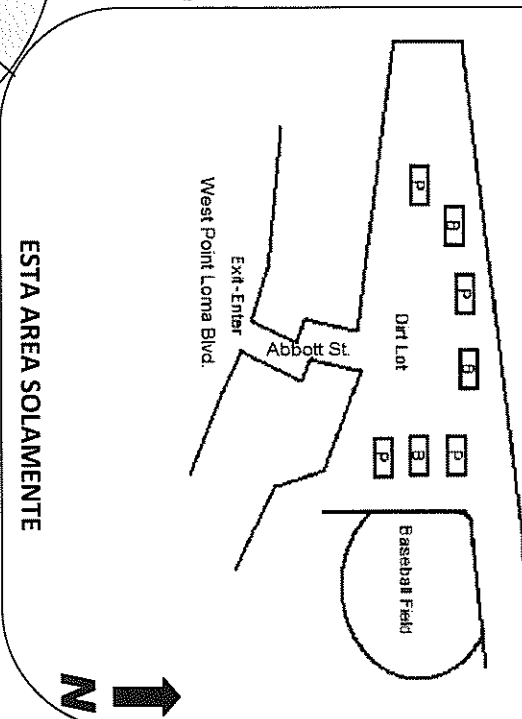 P
B
P
B
P
B
P
Dirt Lot
Baseball Field
Abbott St.
Exit-Enter
West Point Loma Blvd.
ESTA AREA SOLAMENTE
N